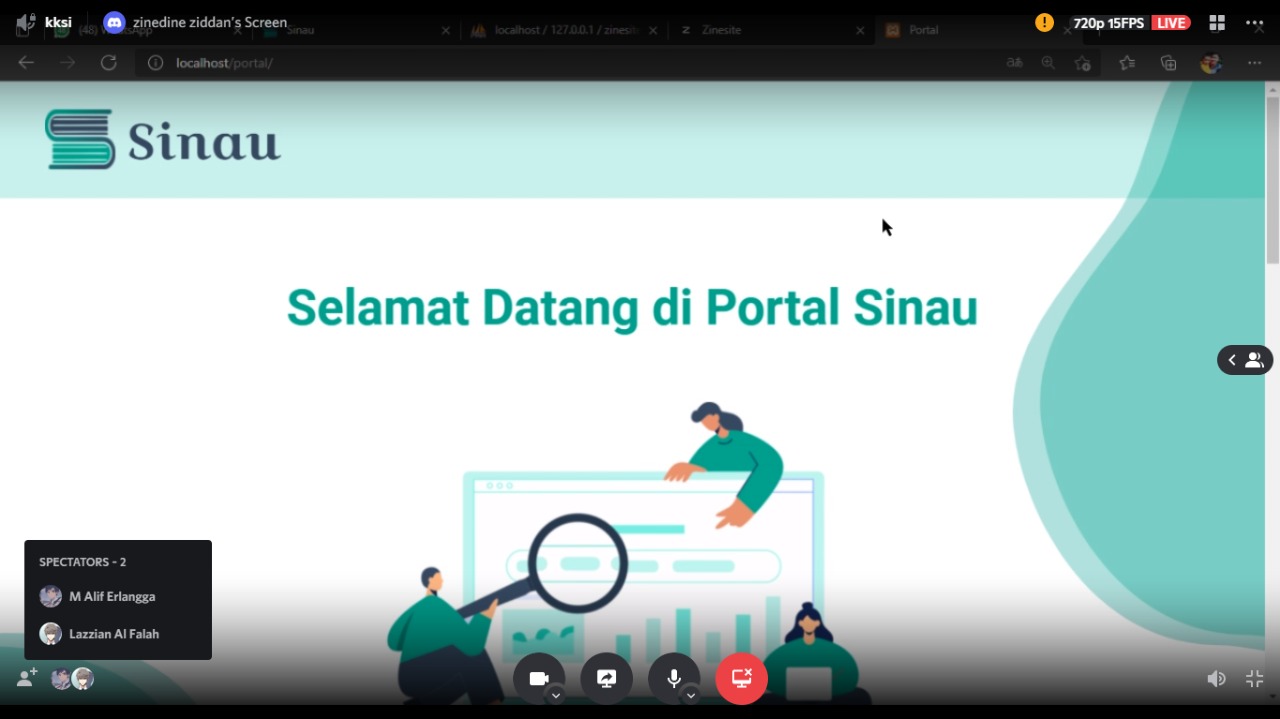 kksi
zinedine ziddan's Screen
720p 15FPS LIVE
(48) WhatsApp
Sinau
localhost / 127.0.0.1 / zinesit
Zinesite
Portal
localhost/portal/
Sinau
Selamat Datang di Portal Sinau
SPECTATORS - 2
M Alif Erlangga
Lazzian Al Falah